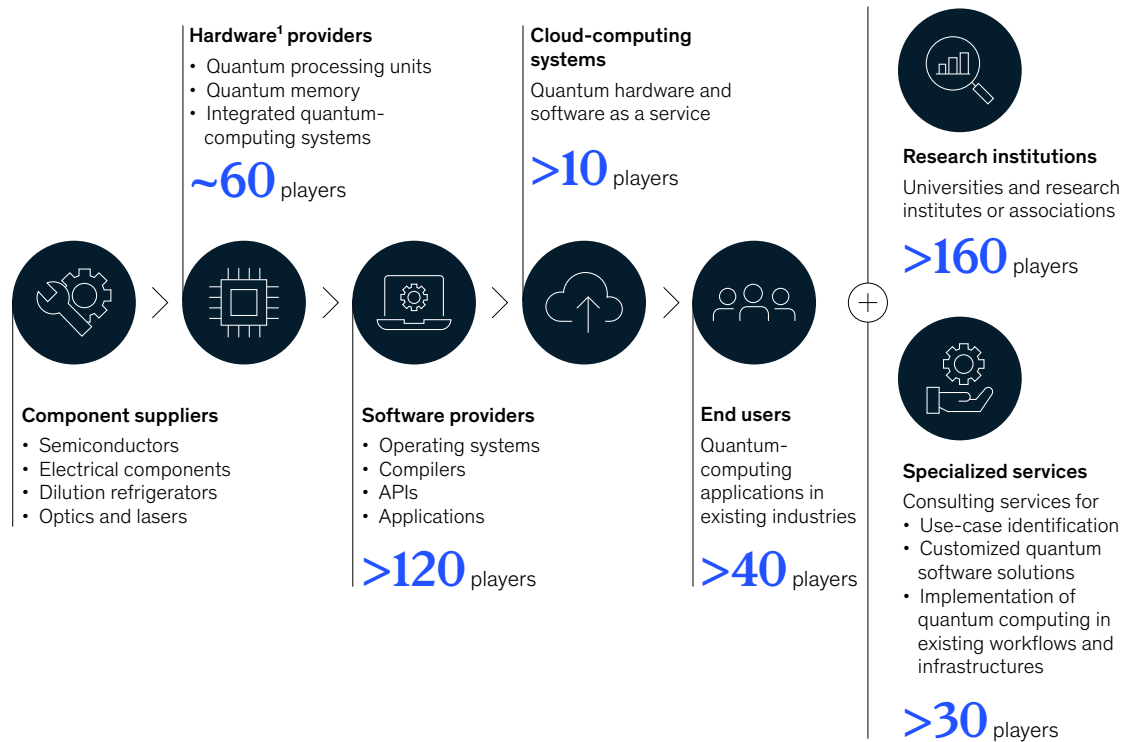 Hardware¹ providers
• Quantum processing units
• Quantum memory
• Integrated quantum-
computing systems
~60 players
Cloud-computing
systems
Quantum hardware and
software as a service
>10 players
Component suppliers
• Semiconductors
• Electrical components
• Dilution refrigerators
• Optics and lasers
Software providers
• Operating systems
• Compilers
• APIs
• Applications
>120 players
End users
Quantum-
computing
applications in
existing industries
>40 players
Research institutions
Universities and research
institutes or associations
>160 players
Specialized services
Consulting services for
• Use-case identification
• Customized quantum
software solutions
• Implementation of
quantum computing in
existing workflows and
infrastructures
>30 players